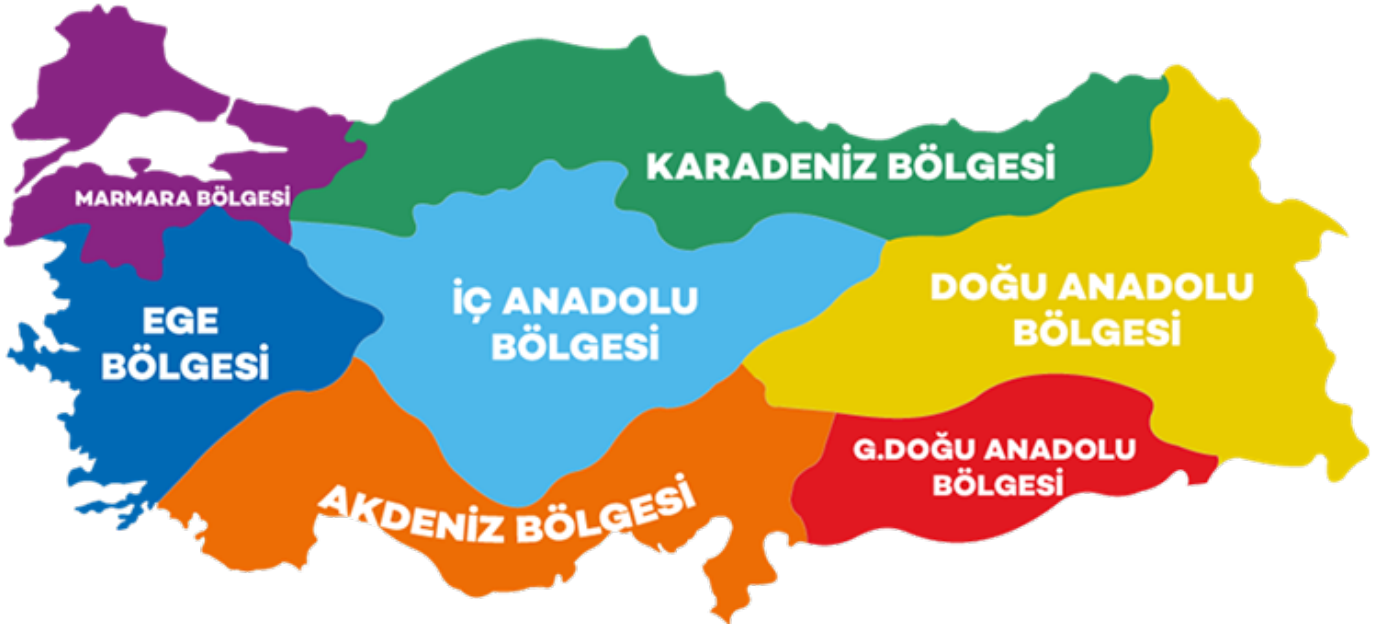 KARADENİZ BÖLGESİ
MARMARA BÖLGESİ
DOĞU ANADOLU
BÖLGESİ
İÇ ANADOLU
BÖLGESİ
EGE
BÖLGESİ
G.DOĞU ANADOLU
BÖLGESİ
AKDENİZ BÖLGESİ